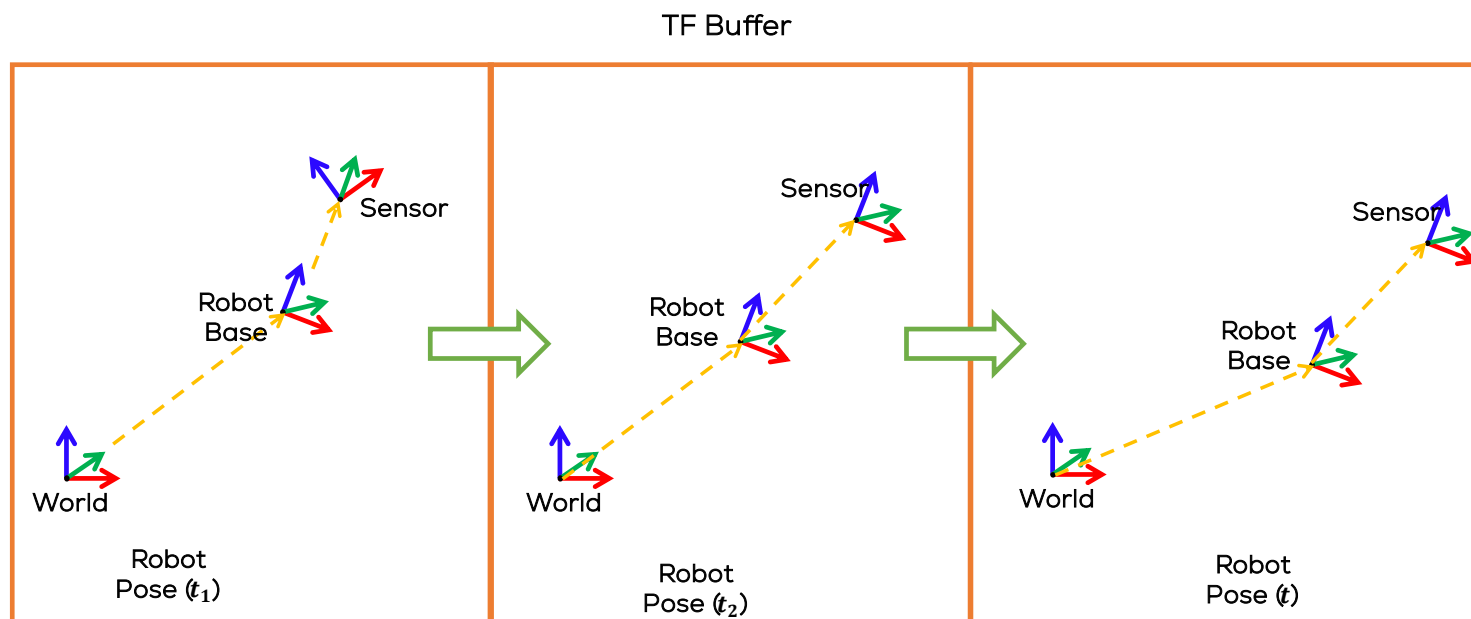 TF Buffer
Sensor
Robot
Base
World
Robot
Pose (t₁)
Sensor
Robot
Base
World
Robot
Pose (t₂)
Sensor
Robot
Base
World
Robot
Pose (t)